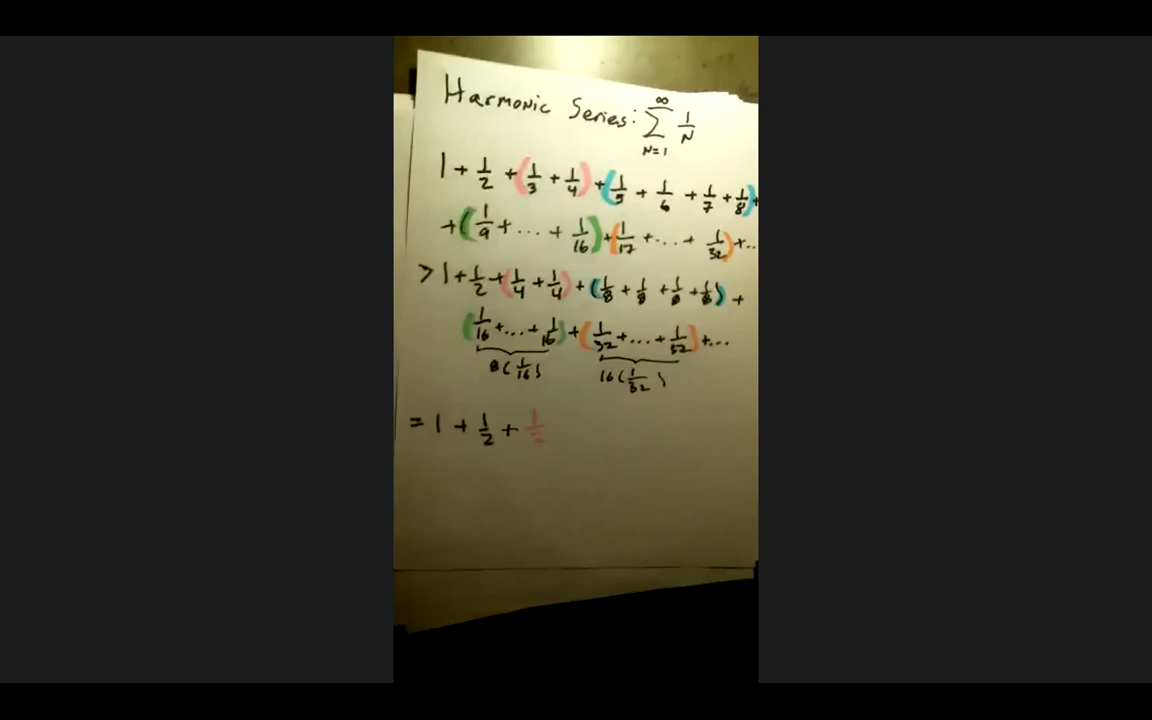 Harmonic Series: ∞∑N=1 1/N
1 + 1/2 + (1/3 + 1/4) + (1/5 + 1/6 + 1/7 + 1/8) +
+ (1/9 + ... + 1/16) + (1/17 + ... + 1/32) + ..
> 1 + 1/2 + (1/4 + 1/4) + (1/8 + 1/8 + 1/8 + 1/8) +
(1/16 + ... + 1/16) + (1/32 + ... + 1/32) + ...
8(1/16) 16(1/32)
= 1 + 1/2 + 1/2